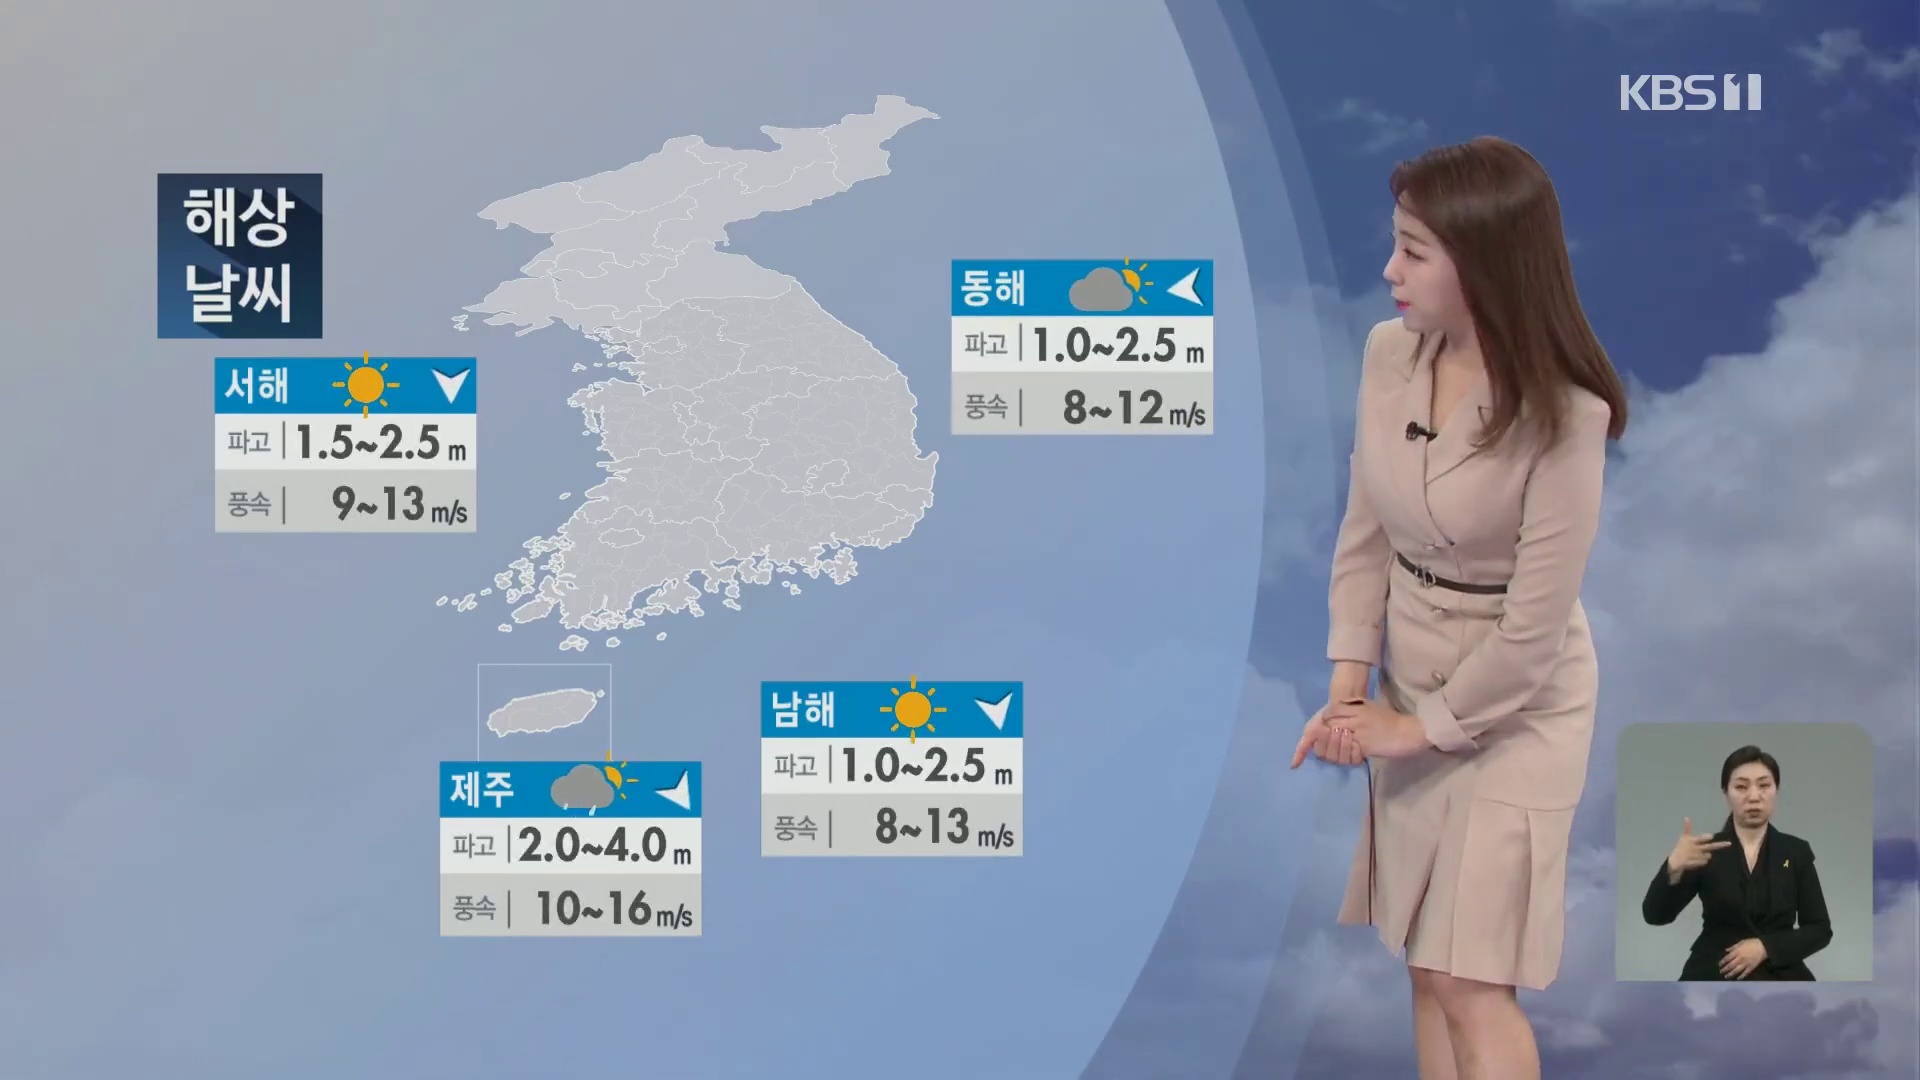 KBS 1
해상
날씨
동해
파고 1.0~2.5 m
풍속 8~12 m/s
서해
파고 1.5~2.5 m
풍속 9~13 m/s
남해
파고 1.0~2.5 m
풍속 8~13 m/s
제주
파고 2.0~4.0 m
풍속 10~16 m/s